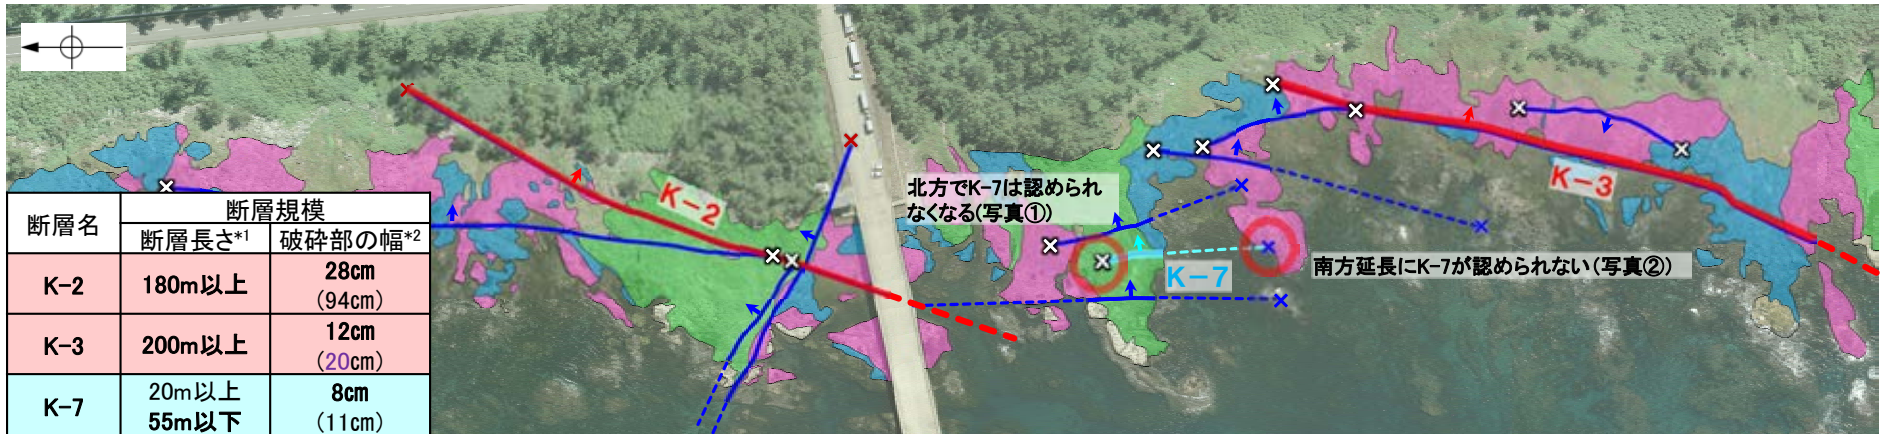 K-2
北方でK-7は認められ
なくなる(写真①)
K-3
K-7
南方延長にK-7が認められない(写真②)
断層名 断層規模
断層長さ*1 破砕部の幅*2
K-2 180m以上 28cm
(94cm)
K-3 200m以上 12cm
(20cm)
K-7 20m以上 8cm
55m以下 (11cm)